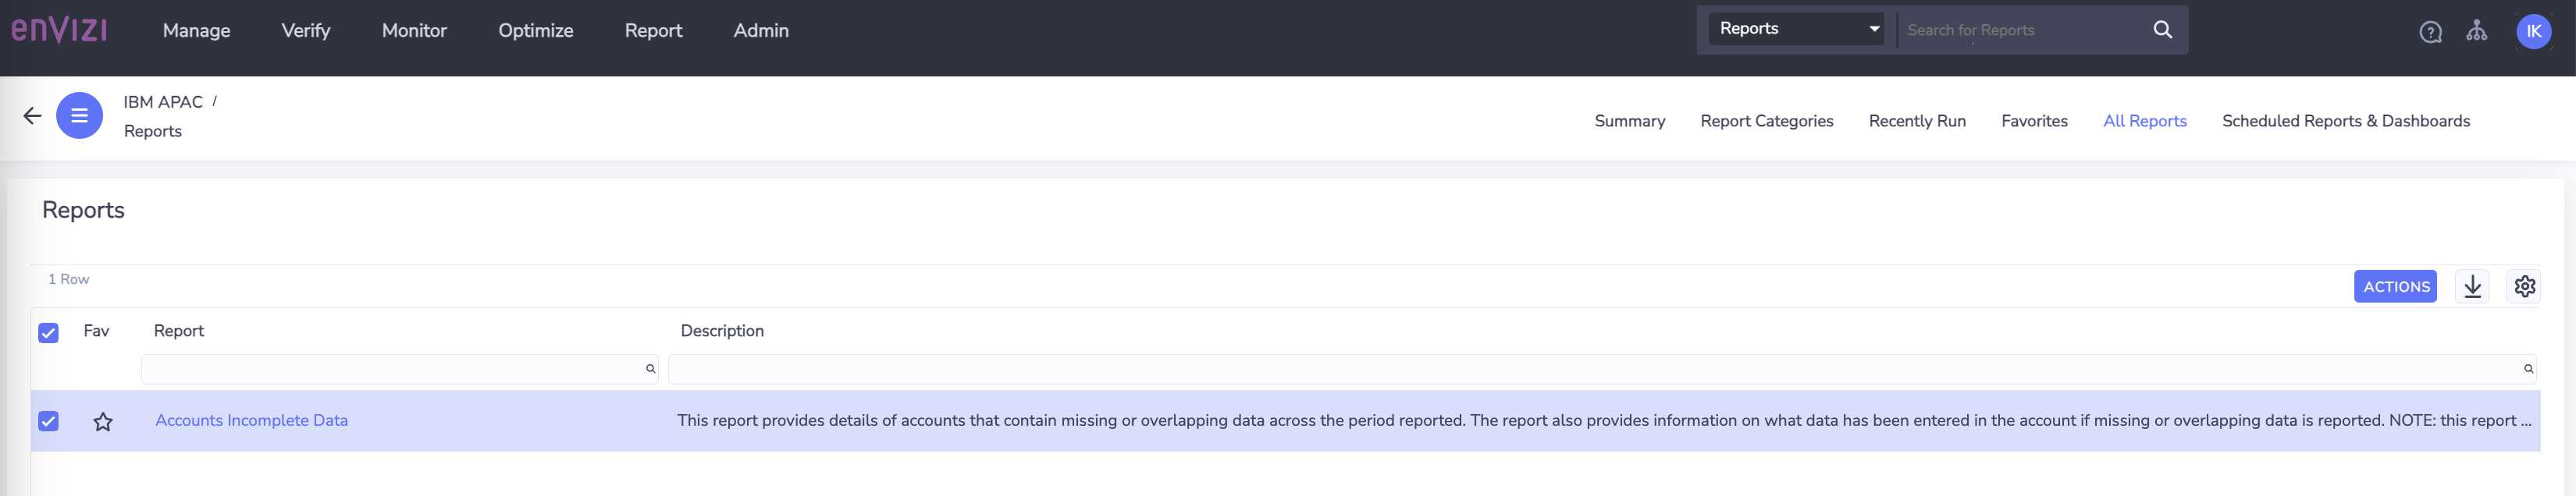 enVIZI
Manage Verify Monitor Optimize Report Admin
Reports Search for Reports
IK
IBM APAC /
Reports
Summary Report Categories Recently Run Favorites All Reports Scheduled Reports & Dashboards
Reports
1 Row
ACTIONS
Fav Report Description
Accounts Incomplete Data This report provides details of accounts that contain missing or overlapping data across the period reported. The report also provides information on what data has been entered in the account if missing or overlapping data is reported. NOTE: this report ...